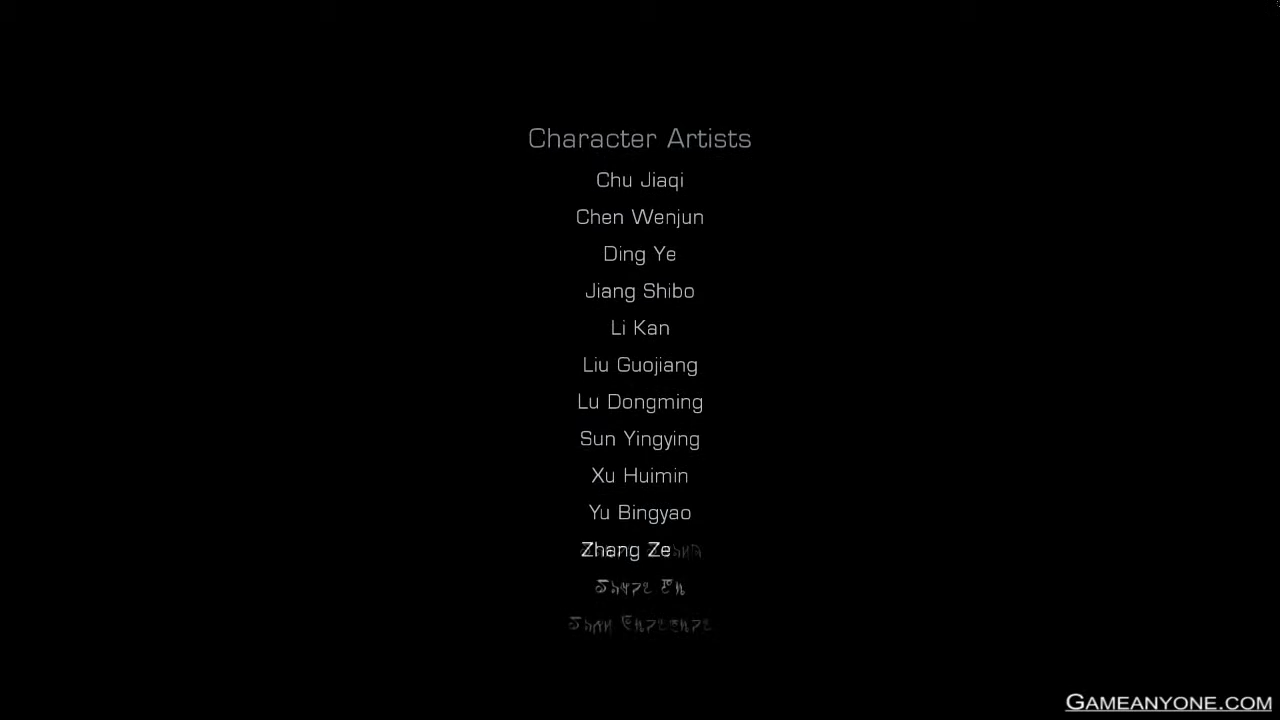 Character Artists
Chu Jiaqi
Chen Wenjun
Ding Ye
Jiang Shibo
Li Kan
Liu Guojiang
Lu Dongming
Sun Yingying
Xu Huimin
Yu Bingyao
Zhang
GAMEANYONE.COM